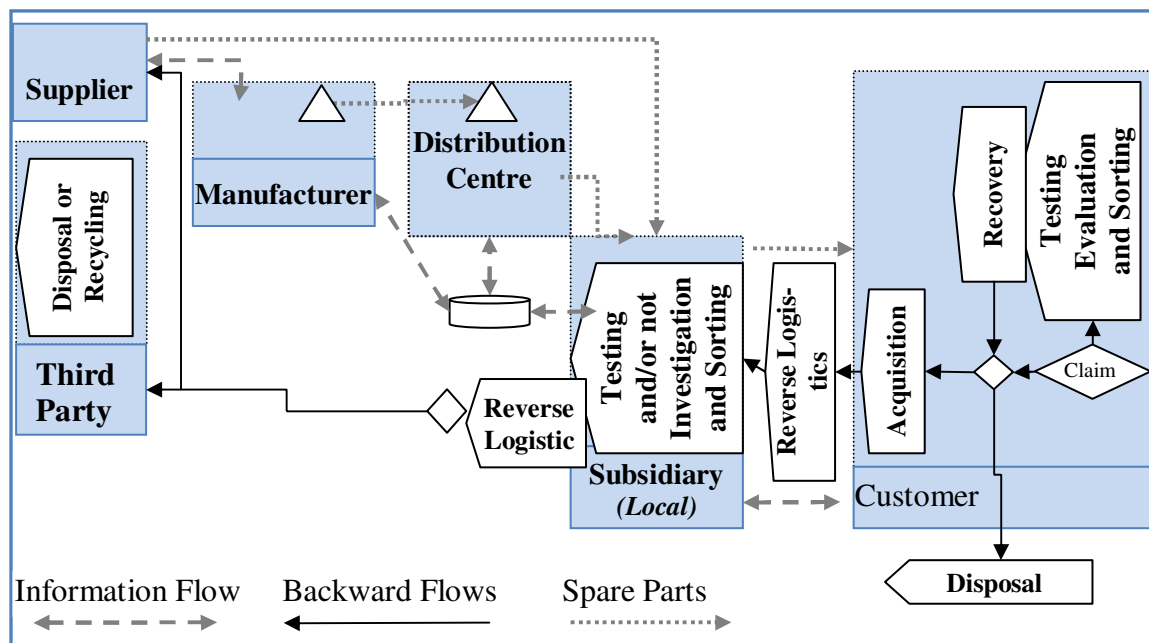 Supplier
Manufacturer
Distribution
Centre
Disposal or
Recycling
Third
Party
Reverse
Logistic
Testing
and/or not
Investigation
and Sorting
Subsidiary
(Local)
Reverse Logis-
tics
Acquisition
Recovery
Testing
Evaluation
and Sorting
Claim
Customer
Disposal
Information Flow
Backward Flows
Spare Parts